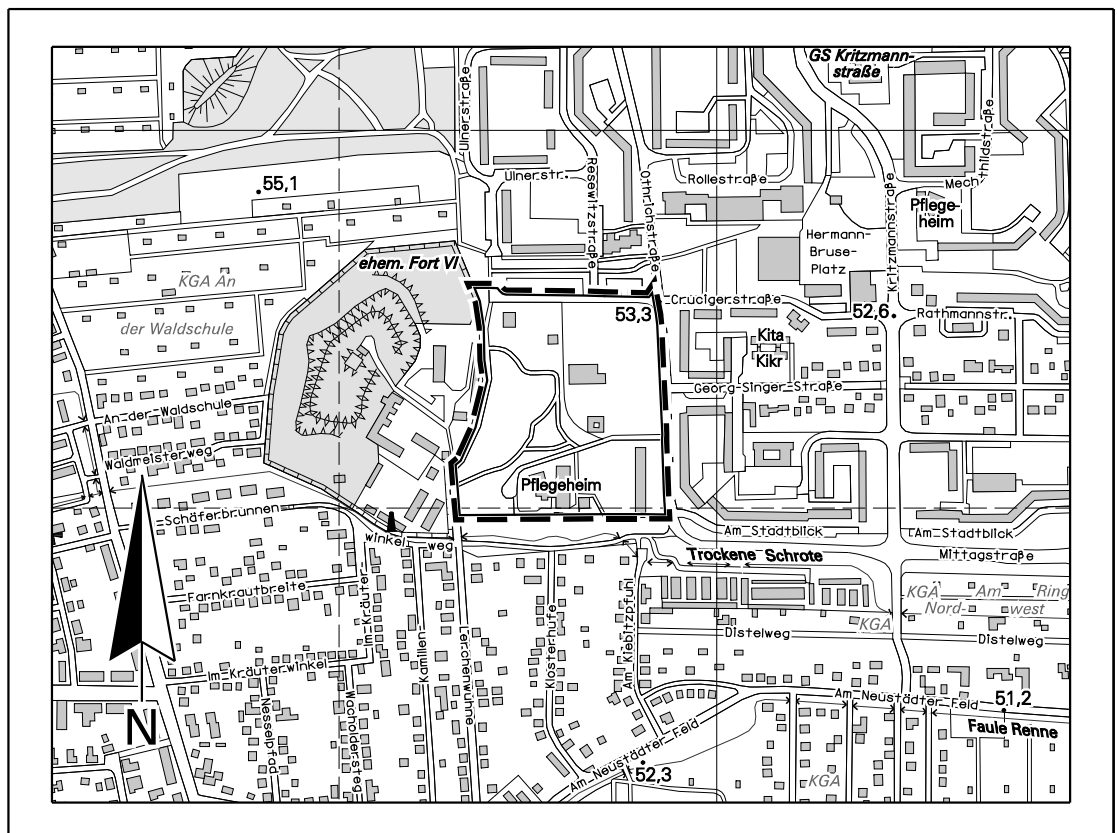 GS Kritzmann-
straße
Ulnerstraße
Ulnerstr.
Resewitzstraße
Othrichstraße
Rollestraße
Kritzmannstraße
Mechthildstraße
Pflege-
heim
55,1
Hermann-
Bruse-
Platz
ehem. Fort VI
KGA An
der Waldschule
53,3
Crucigerstraße
52,6
Rathmannstr.
Kita
Kikr
Georg-Singer-Straße
An-der-Waldschule
Waldmeisterweg
Pflegeheim
Schäferbrunnen
winkel
weg
Am Stadtblick
Am Stadtblick
Mittagstraße
Trockene Schrote
Farnkrautbreite
Im-Kräuter
KGA Am Ring
Nord- west
KGA
Distelweg
Distelweg
Im-Kräuterwinkel
Kamillen
Lerchenwuhne
Klosterhufe
Am Kiebitzpfuhl
Nesselpfad
Wacholdersteg
Am-Neustädter Feld
51,2
Faule Renne
Am-Neustädter Feld
52,3
KGA
N